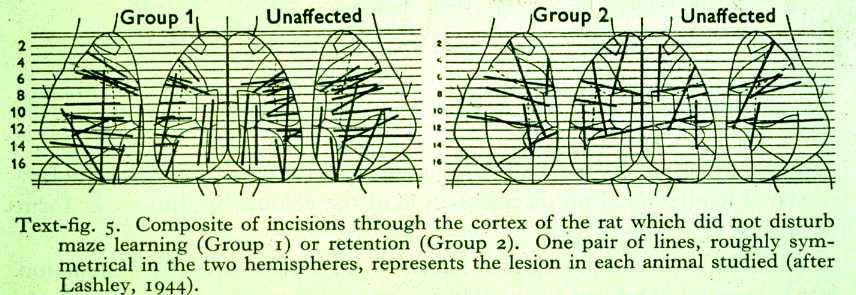 Group 1 Unaffected
2
4
6
8
10
12
14
16
Group 2 Unaffected
2
6
8
10
12
14
16
Text-fig. 5. Composite of incisions through the cortex of the rat which did not disturb
maze learning (Group 1) or retention (Group 2). One pair of lines, roughly sym-
metrical in the two hemispheres, represents the lesion in each animal studied (after
Lashley, 1944).